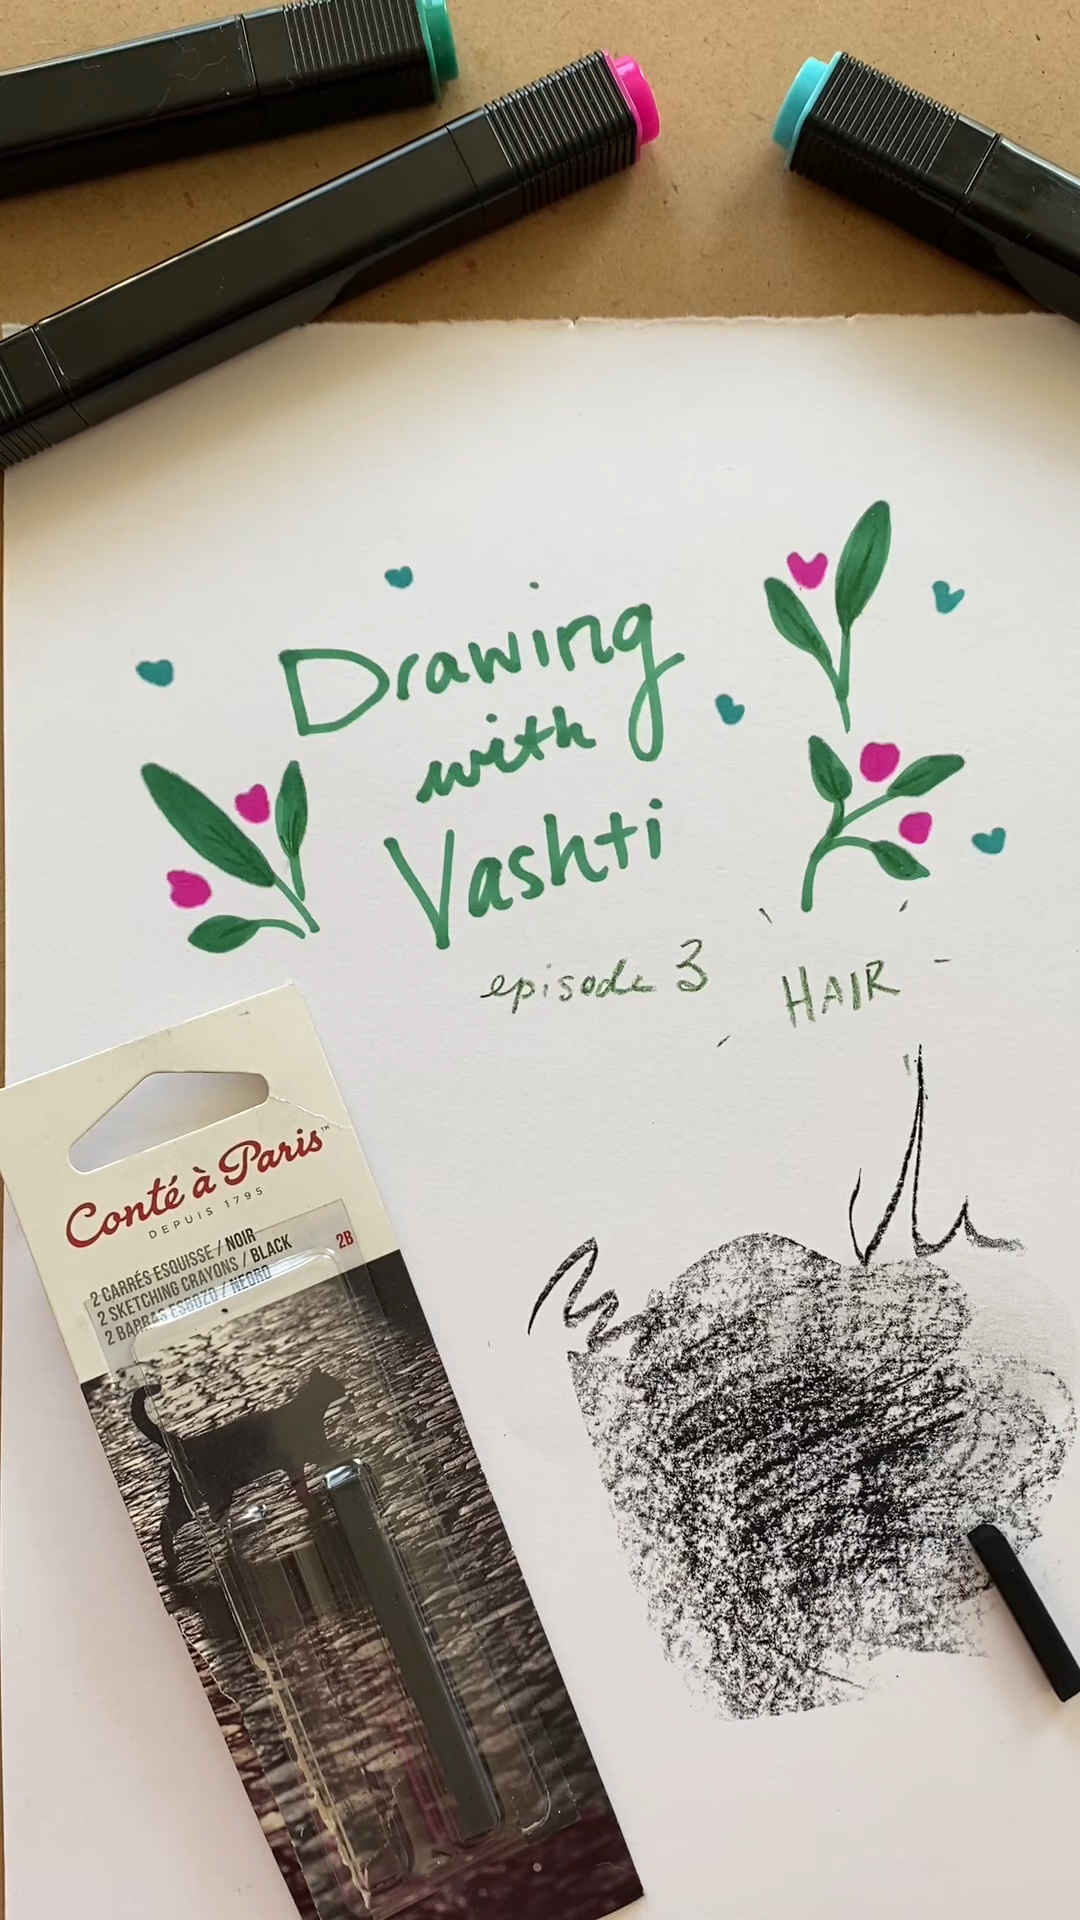 Drawing
with
Vashti
episode 3 HAIR
Conté à Paris™
DEPUIS 1795
2B
2 CARRÉS ESQUISSE / NOIR
2 SKETCHING CRAYONS / BLACK
2 BARRAS ESBOZO / NEGRO